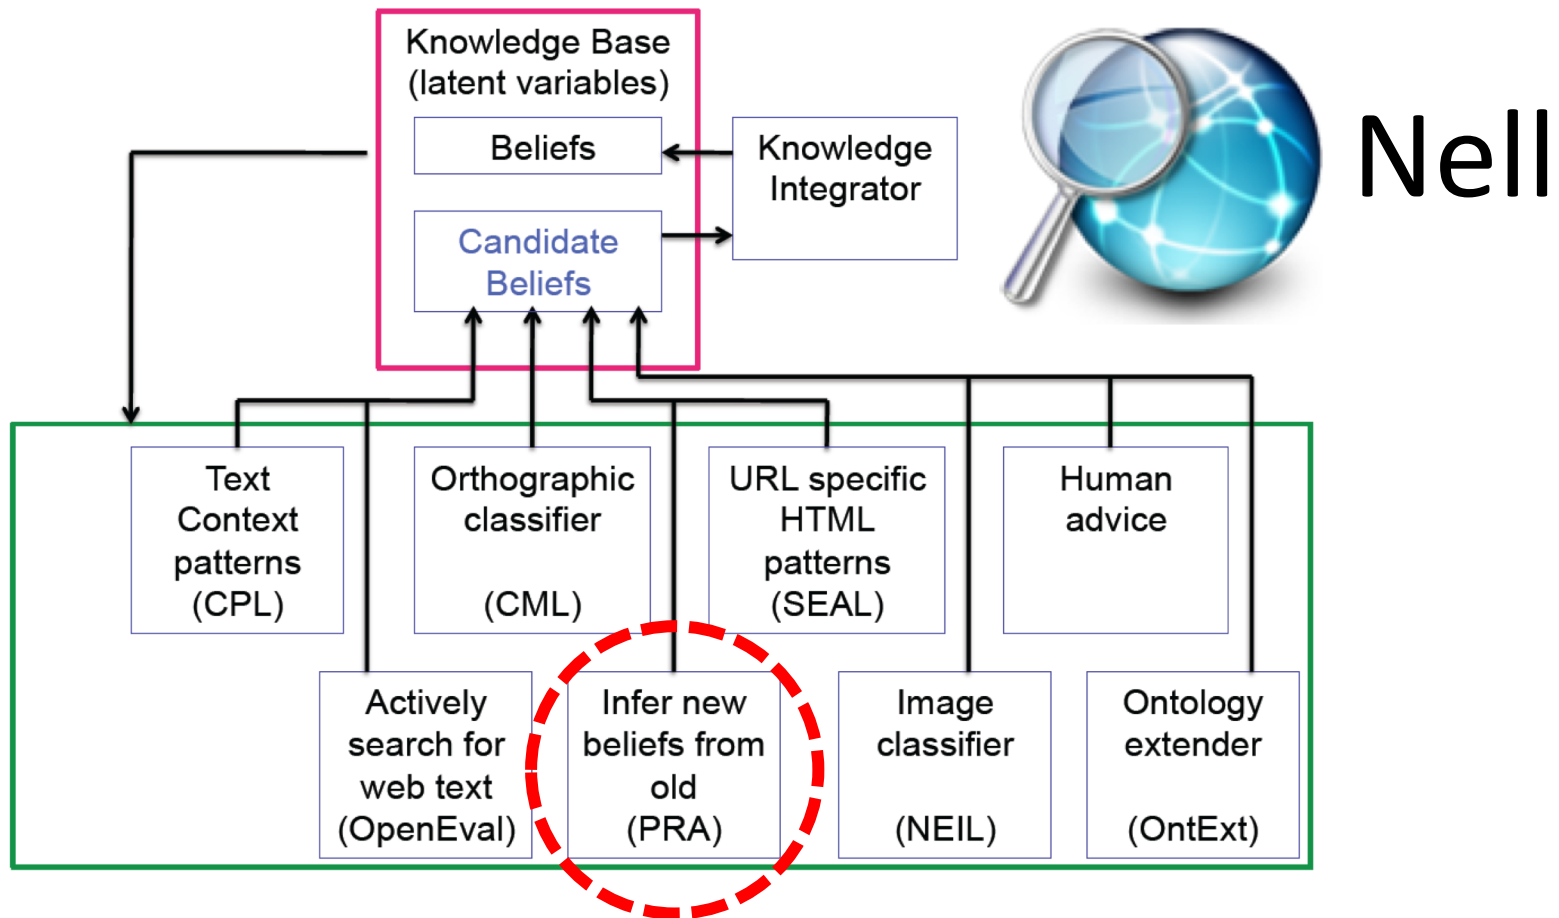 Knowledge Base
(latent variables)
Beliefs
Knowledge
Integrator
Candidate
Beliefs
Nell
Text
Context
patterns
(CPL)
Orthographic
classifier
(CML)
URL specific
HTML
patterns
(SEAL)
Human
advice
Actively
search for
web text
(OpenEval)
Infer new
beliefs from
old
(PRA)
Image
classifier
(NEIL)
Ontology
extender
(OntExt)